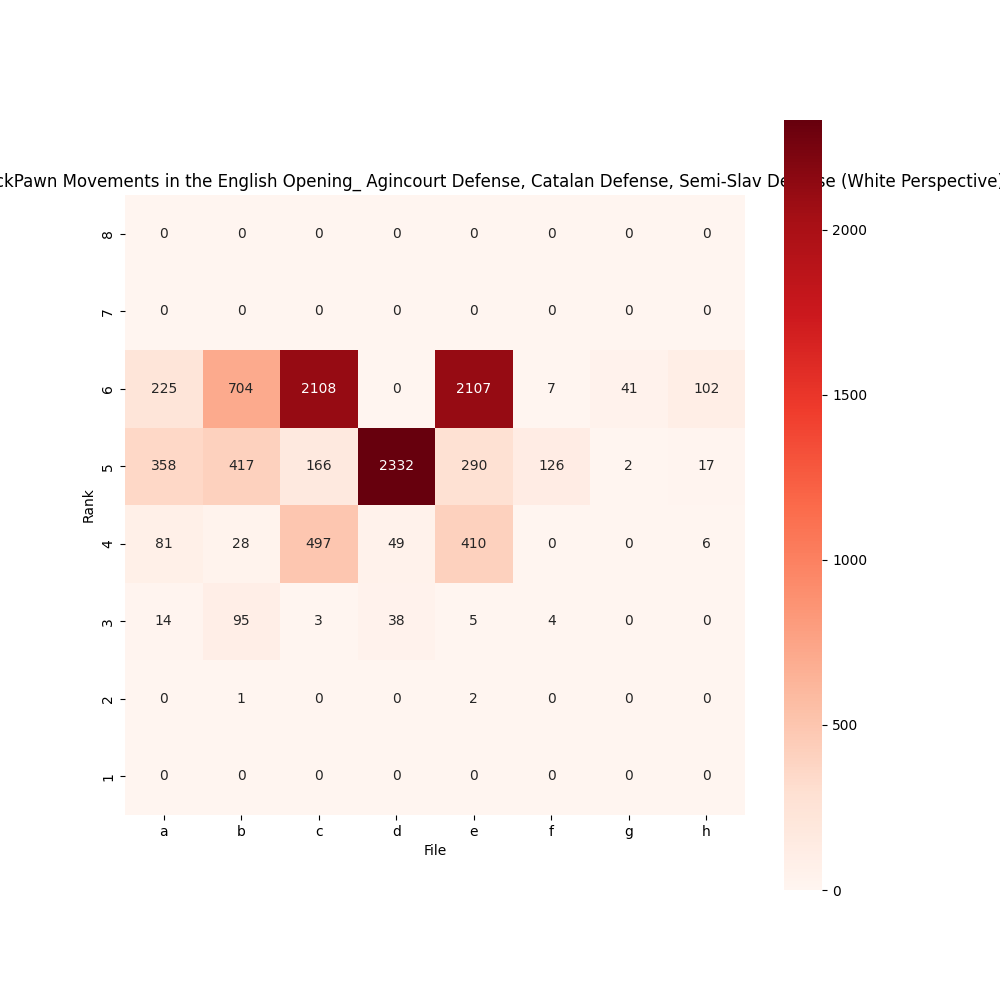 Pawn Movements in the English Opening_ Agincourt Defense, Catalan Defense, Semi-Slav (White Perspective)
Rank
8 0 0 0 0 0 0 0 0
7 0 0 0 0 0 0 0 0
6 225 704 2108 0 2107 7 41 102
5 358 417 166 2332 290 126 2 17
4 81 28 497 49 410 0 0 6
3 14 95 3 38 5 4 0 0
2 0 1 0 0 2 0 0 0
1 0 0 0 0 0 0 0 0
a b c d e f g h
File
2000
1500
1000
500
0